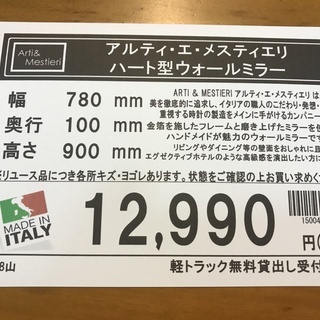 Arti&
Mestieri
アルティ・エ・メスティエリ
ハート型ウォールミラー
幅 780 mm
奥行 100 mm
高さ 900 mm
ARTI & MESTIERI アルティ・エ・メスティエリ は
美を徹底的に追求し、イタリアの職人のこだわり・発想・
重視する時計の製造をメインに手がけるカンパニー
金箔を施したフレームと磨き上げたミラーを使
ハンドメイドが魅力のウォールミラー
リビングやダイニング等の壁面をおしゃれに
エグゼクティブホテルのような高級感を演出したい方に
リユース品につき各所キズ・ヨゴレあります。状態をご確認の上お買い求め
MADE IN
ITALY
12,990
円
15004
8山
軽トラック無料貸出し受付